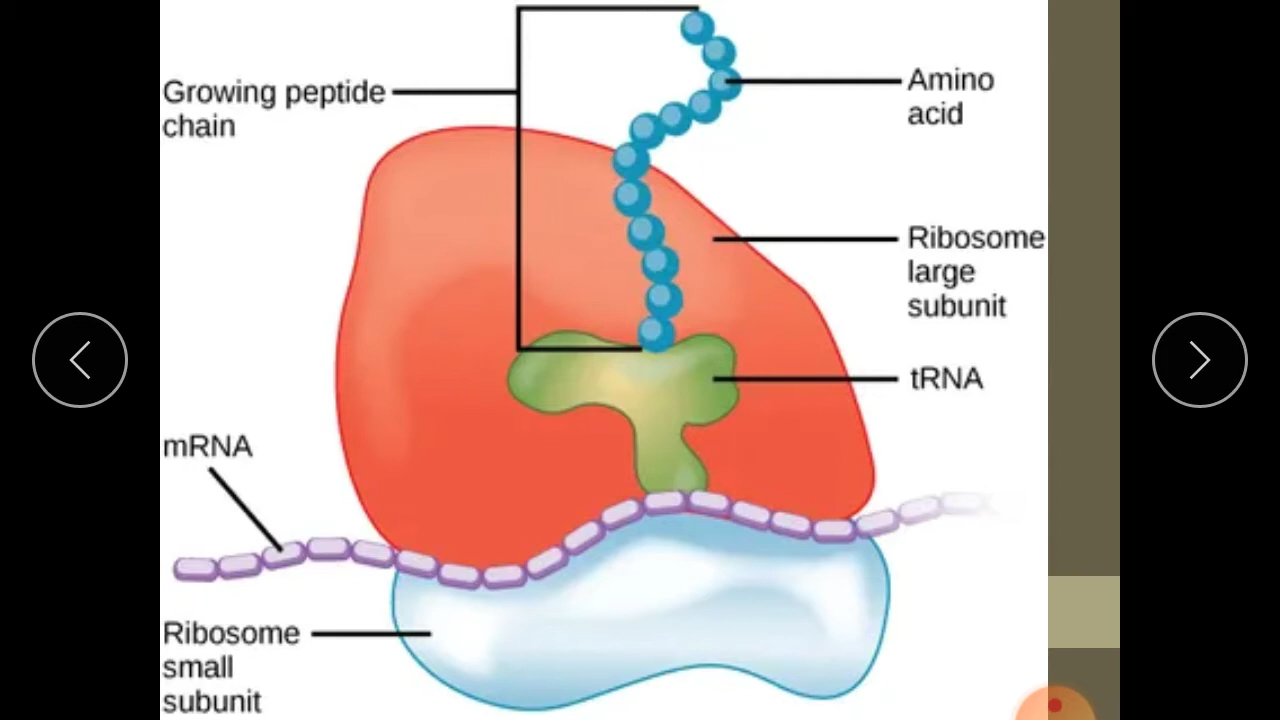 Growing peptide
chain
Amino
acid
Ribosome
large
subunit
tRNA
mRNA
Ribosome
small
subunit